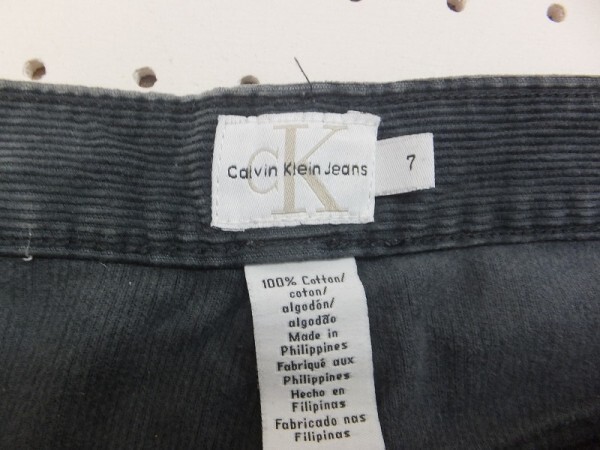 CK
Calvin Klein Jeans
7
100% Cotton/
coton/
algodón/
algodão
Made in
Philippines
Fabriqué aux
Philippines
Hecho en
Filipinas
Fabricado nas
Filipinas